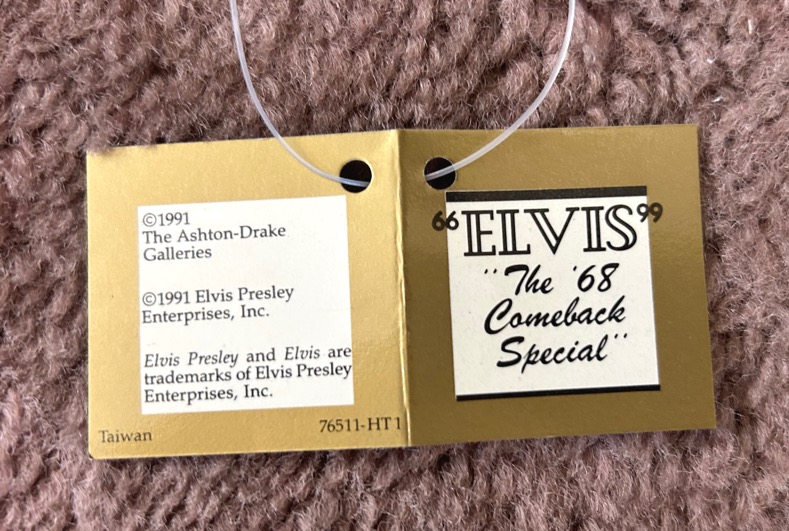 ©1991
The Ashton-Drake
Galleries
©1991 Elvis Presley
Enterprises, Inc.
Elvis Presley and Elvis are
trademarks of Elvis Presley
Enterprises, Inc.
Taiwan
76511-HT1
“ELVIS”
"The '68
Comeback
Special"